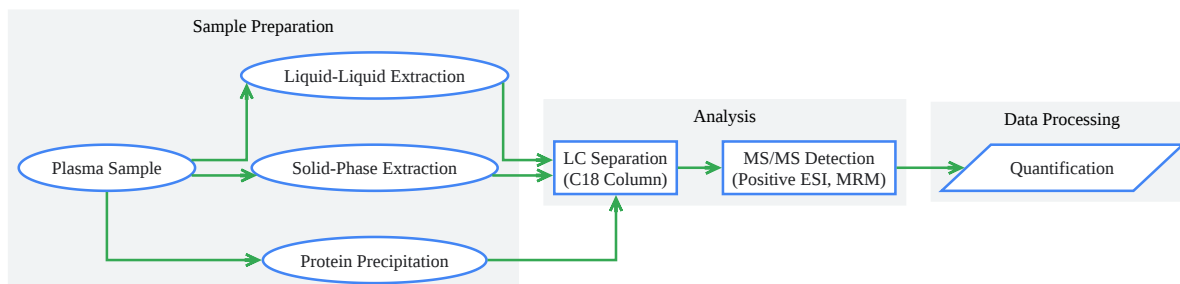 Sample Preparation
Liquid-Liquid Extraction
Plasma Sample
Solid-Phase Extraction
Protein Precipitation
Analysis
LC Separation
(C18 Column)
MS/MS Detection
(Positive ESI, MRM)
Data Processing
Quantification